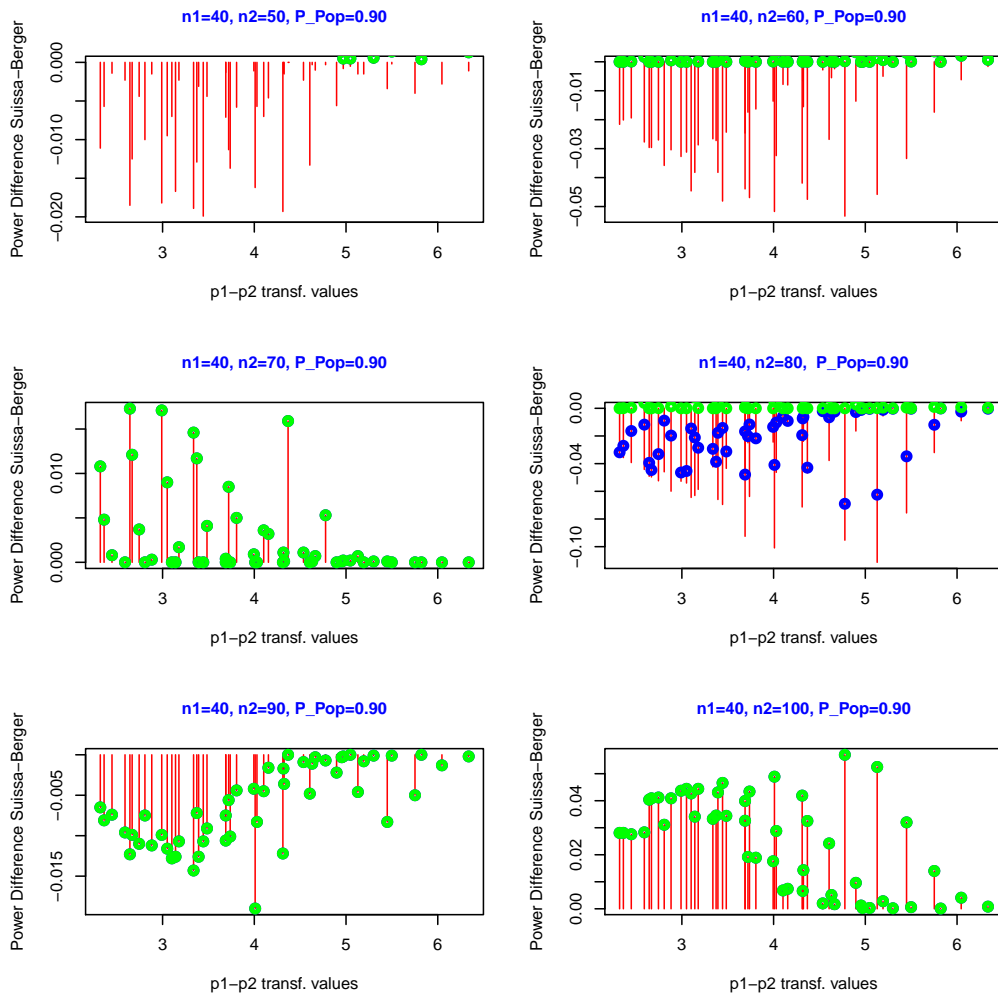 n1=40, n2=50, P_Pop=0.90
Power Difference Suissa−Berger
0.000
−0.010
−0.020
3
4
5
6
p1−p2 transf. values
n1=40, n2=60, P_Pop=0.90
Power Difference Suissa−Berger
−0.01
−0.03
−0.05
3
4
5
6
p1−p2 transf. values
n1=40, n2=70, P_Pop=0.90
Power Difference Suissa−Berger
0.010
0.000
3
4
5
6
p1−p2 transf. values
n1=40, n2=80, P_Pop=0.90
Power Difference Suissa−Berger
0.00
−0.04
−0.10
3
4
5
6
p1−p2 transf. values
n1=40, n2=90, P_Pop=0.90
Power Difference Suissa−Berger
−0.005
−0.015
3
4
5
6
p1−p2 transf. values
n1=40, n2=100, P_Pop=0.90
Power Difference Suissa−Berger
0.04
0.02
0.00
3
4
5
6
p1−p2 transf. values